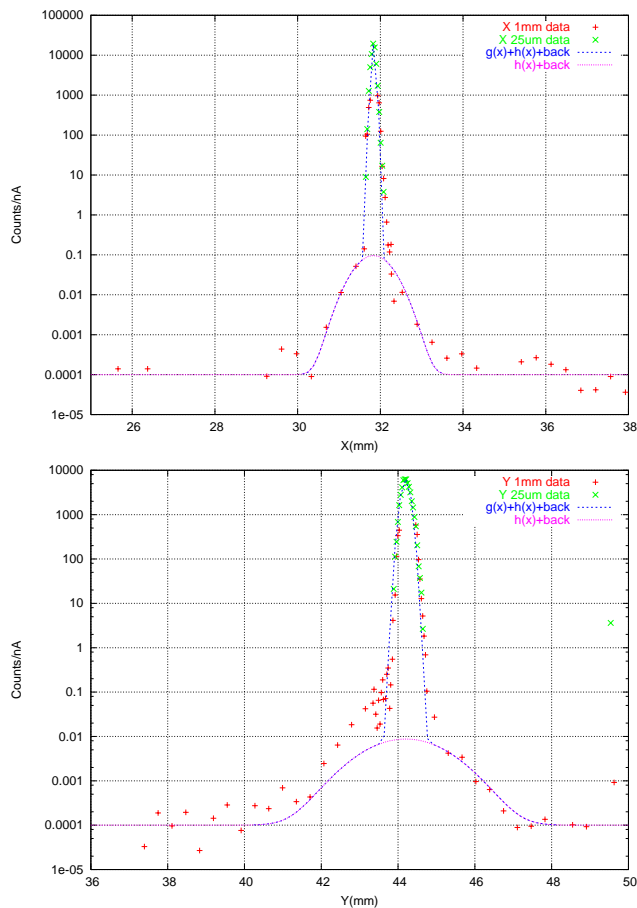 100000
10000
1000
100
10
1
0.1
0.01
0.001
0.0001
1e-05
Counts/nA
X 1mm data
X 25um data
g(x)+h(x)+back
h(x)+back
26 28 30 32 34 36 38
X(mm)
10000
1000
100
10
1
0.1
0.01
0.001
0.0001
1e-05
Counts/nA
Y 1mm data
Y 25um data
g(x)+h(x)+back
h(x)+back
36 38 40 42 44 46 48 50
Y(mm)